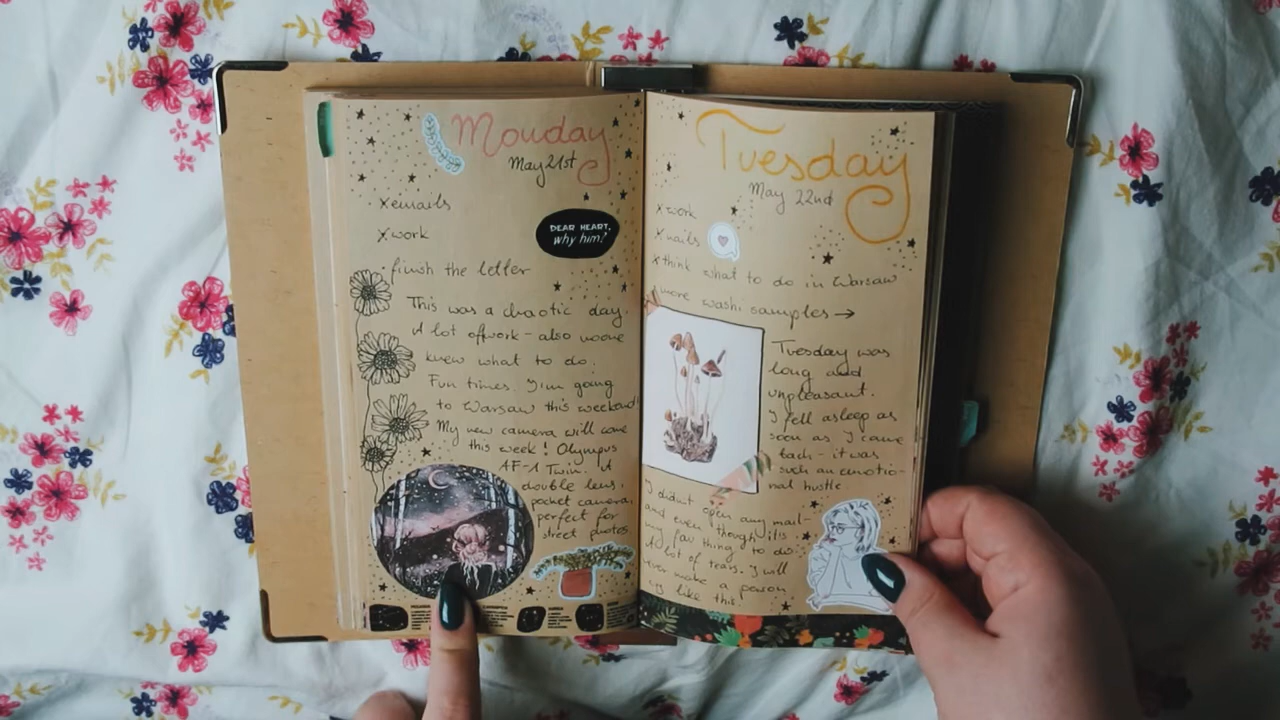 Monday
May 21st
x emails
x work
DEAR HEART,
why him?
· finish the letter
This was a chaotic day.
A lot of work - also noone
knew what to do.
Fun times. I'm going
to Warsaw this weekend!
My new camera will come
this week! Olympus
AF-1 Twin. A
double lens,
pocket camera,
perfect for
street photos
Tuesday
May 22nd
x work
x nails
x think what to do in Warsaw
more washi samples →
Tuesday was
long and
unpleasant.
I fell asleep as
soon as I came
back - it was
such an emotio-
nal hustle.
I didn't open any mail-
and even though it is
my fav thing to do.
A lot of tears. I will
never make a person
cry like this.